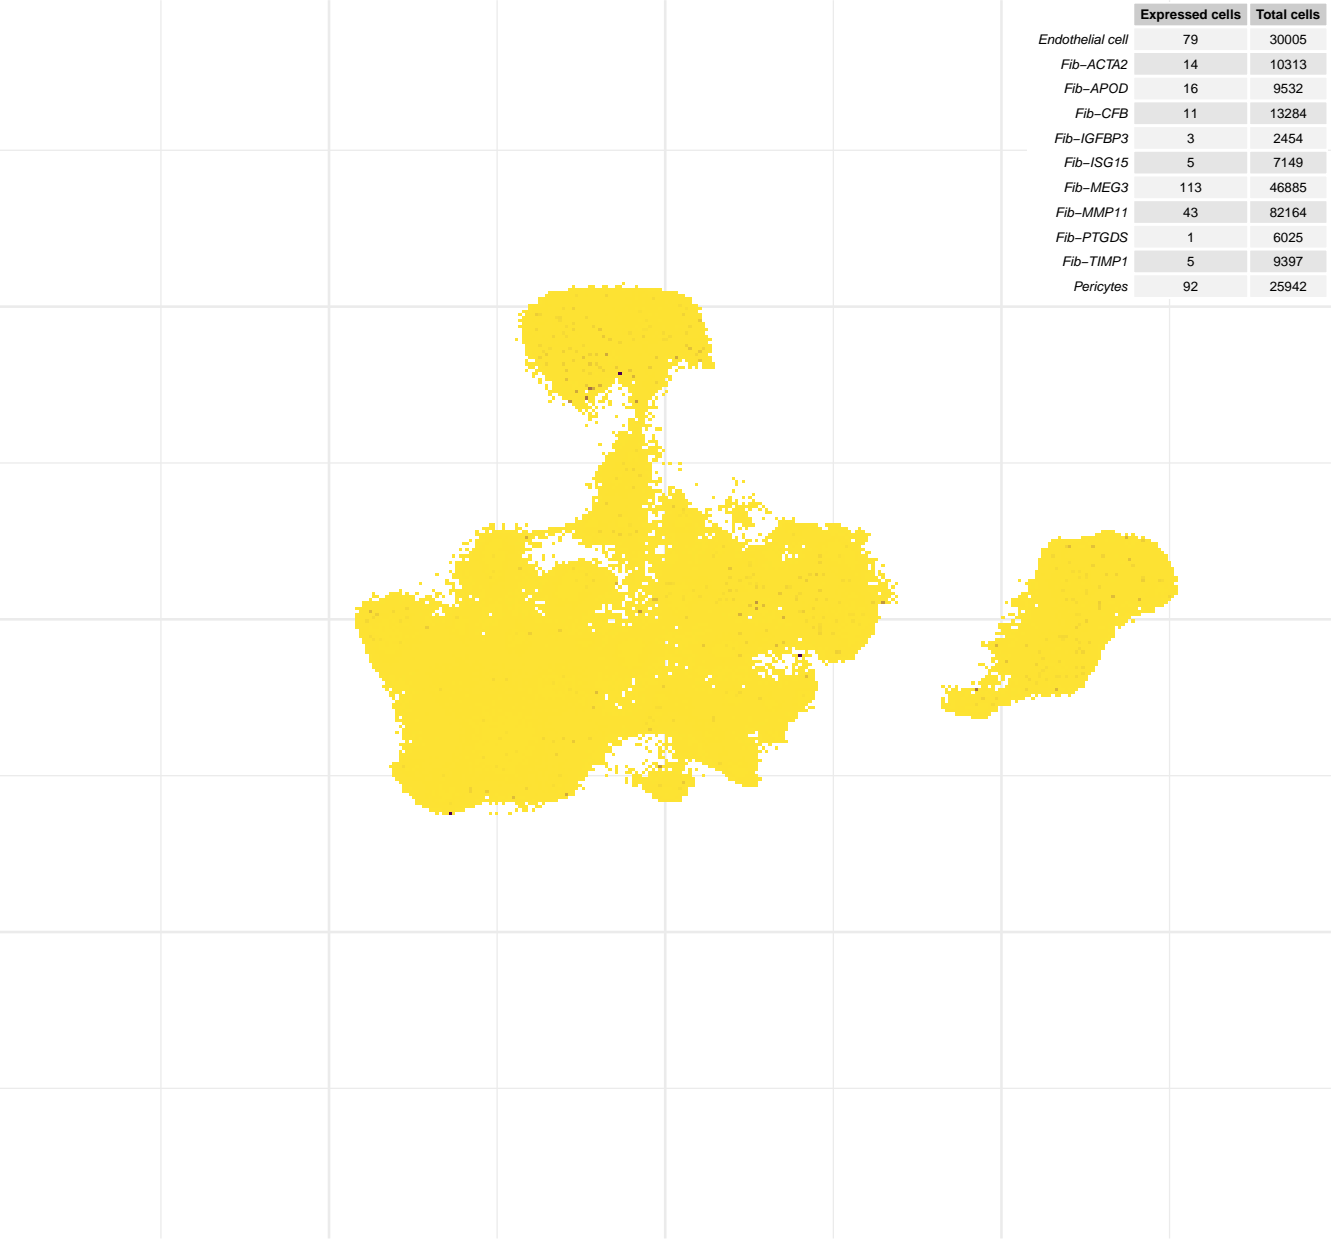 Expressed cells Total cells
Endothelial cell 79 30005
Fib−ACTA2 14 10313
Fib−APOD 16 9532
Fib−CFB 11 13284
Fib−IGFBP3 3 2454
Fib−ISG15 5 7149
Fib−MEG3 113 46885
Fib−MMP11 43 82164
Fib−PTGDS 1 6025
Fib−TIMP1 5 9397
Pericytes 92 25942